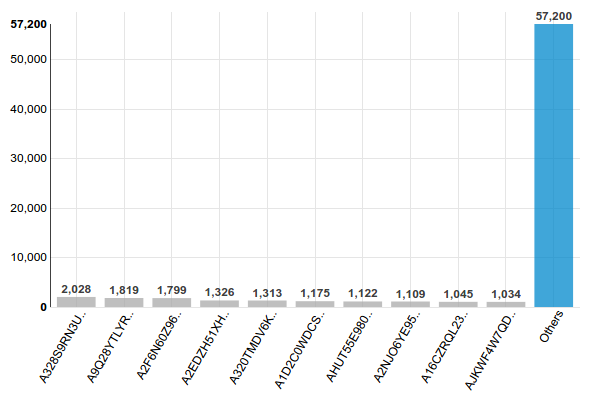 57,200
50,000
40,000
30,000
20,000
10,000
0
2,028
1,819
1,799
1,326
1,313
1,175
1,122
1,109
1,045
1,034
57,200
A328S9RN3U..
A9Q28YTLYR..
A2F6N60Z96..
A2EDZH51XH..
A320TMDV6K..
A1D2C0WDCS..
AHUT55E980..
A2NJO6YE95..
A16CZRQL23..
AJKWF4W7QD..
Others